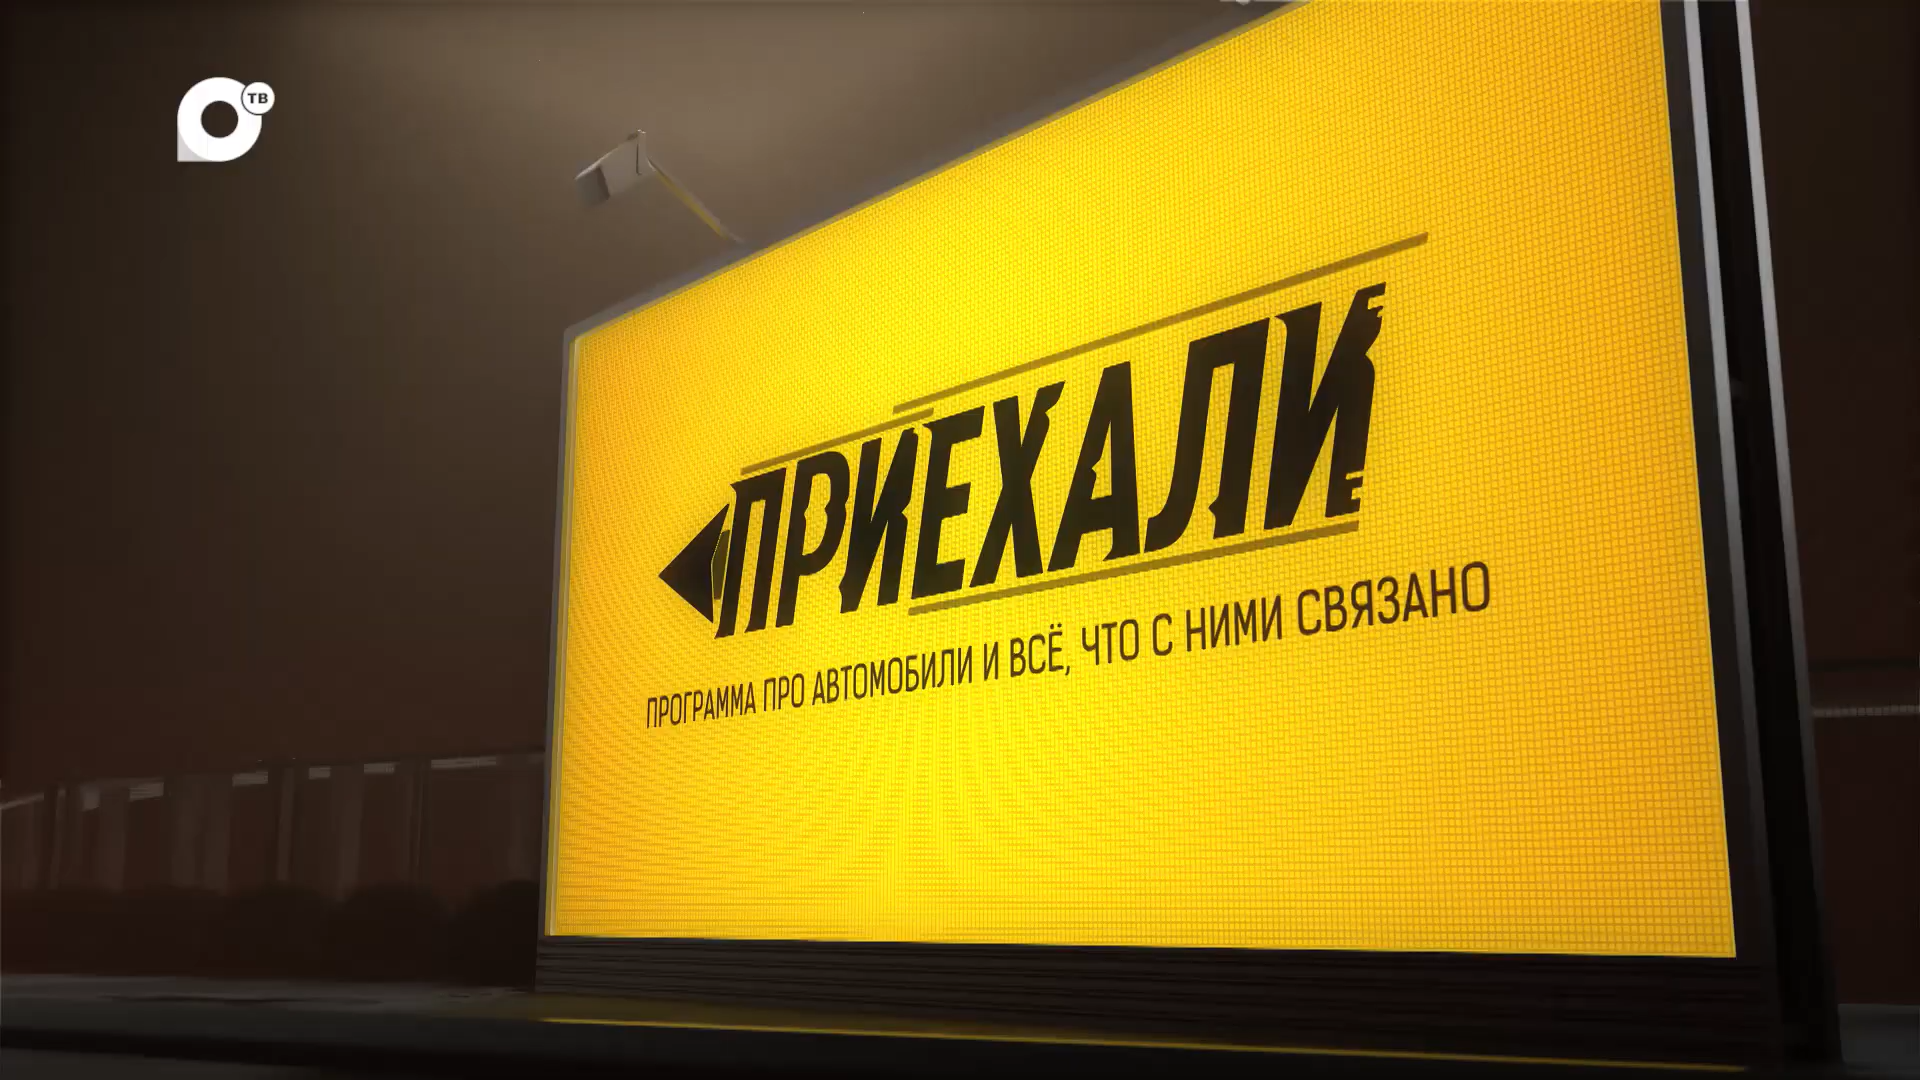 ТВ
ПРИЕХАЛИ
ПРОГРАММА ПРО АВТОМОБИЛИ И ВСЁ, ЧТО С НИМИ СВЯЗАНО